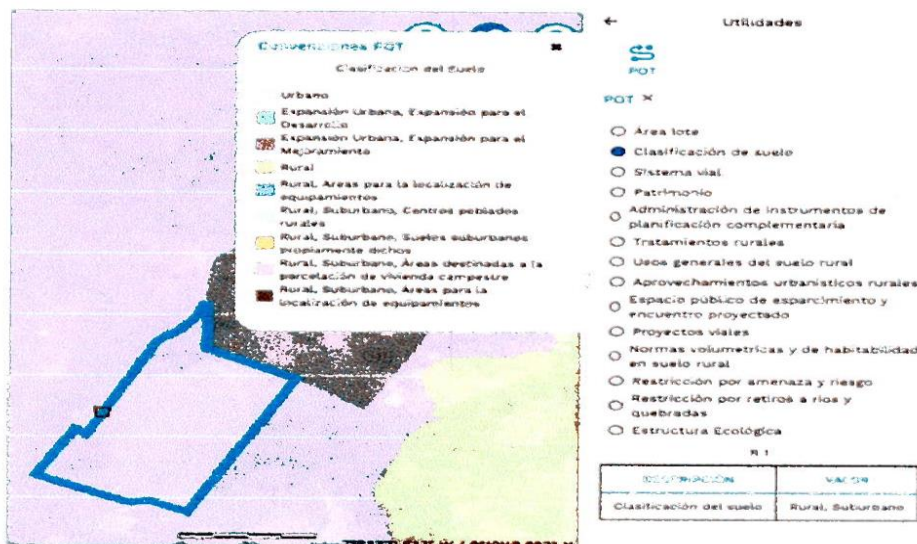 Convenciones POT
Clasificación del Suelo
Urbano
Expansión Urbana, Expansión para el
Desarrollo
Expansión Urbana, Expansión para el
Mejoramiento
Rural
Rural, Areas para la localización de
equipamientos
Rural, Suburbano, Centros poblados
rurales
Rural, Suburbano, Suelos suburbanos
propiamente dichos
Rural, Suburbano, Áreas destinadas a la
parcelación de vivienda campestre
Rural, Suburbano, Áreas para la
localización de equipamientos
Utilidades
POT
POT
Área lote
Clasificación de suelo
Sistema vial
Patrimonio
Administración de instrumentos de
planificación complementaria
Tratamientos rurales
Usos generales del suelo rural
Aprovechamientos urbanísticos rurales
Espacio público de esparcimiento y
encuentro proyectado
Proyectos viales
Normas volumetricas y de habitabilidad
en suelo rural
Restricción por amenaza y riesgo
Restricción por retiros a ríos y
quebradas
Estructura Ecológica
DESCRIPCIÓN VALOR
Clasificación del suelo Rural, Suburbano